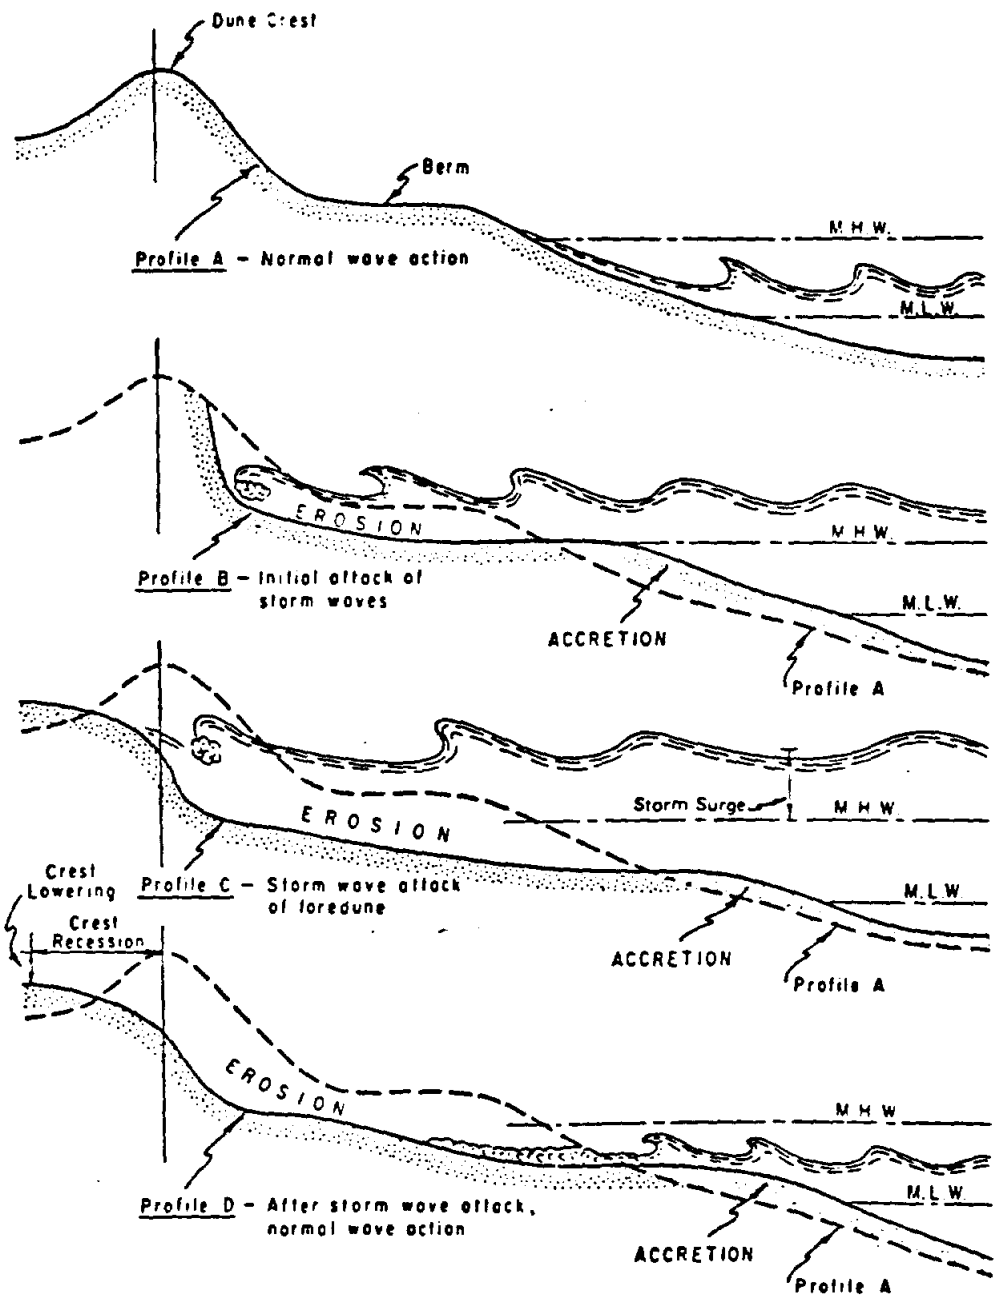 Dune Crest
Berm
M.H.W.
Profile A – Normal wave action
M.L.W.
EROSION
M.H.W.
Profile B – Initial attack of
storm waves
M.L.W.
ACCRETION
Profile A
Storm Surge
M.H.W.
EROSION
Crest
Lowering
Profile C – Storm wave attack
of foredune
M.L.W.
Crest
Recession
ACCRETION
Profile A
EROSION
M.H.W.
Profile D – After storm wave attack,
normal wave action
M.L.W.
ACCRETION
Profile A